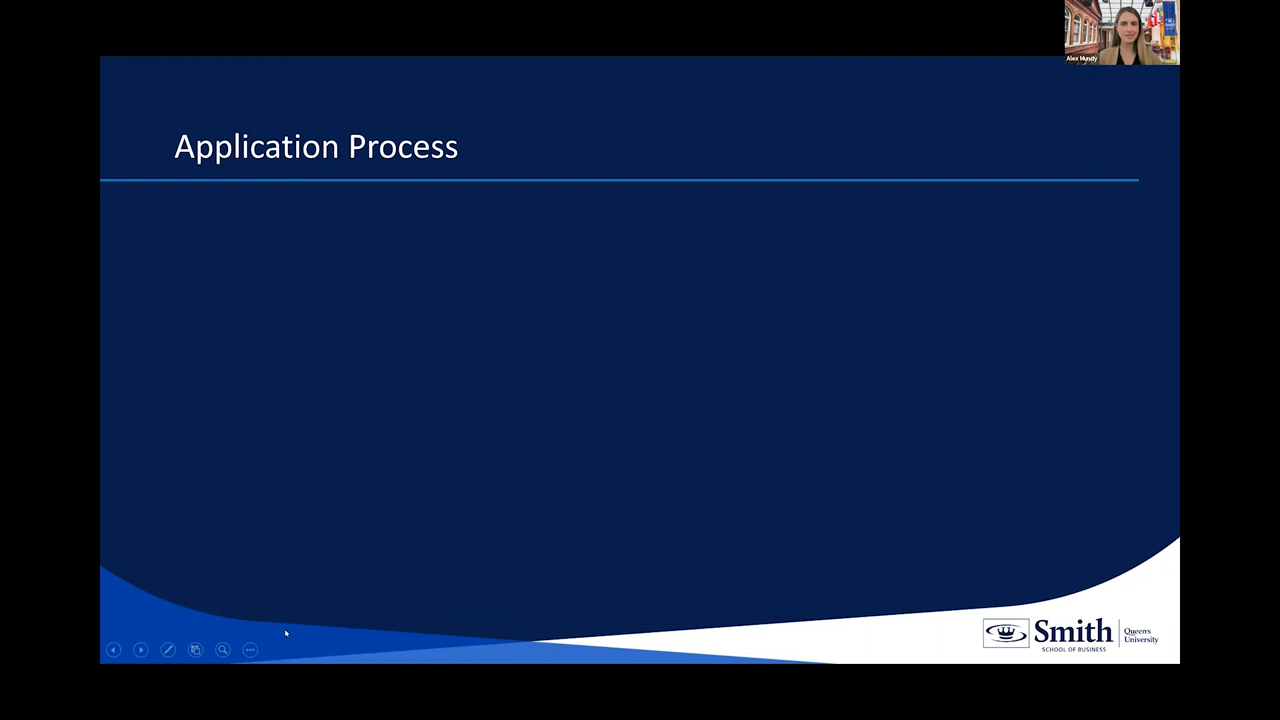 Alex Mundy
Application Process
Smith
SCHOOL OF BUSINESS
Queen's
University